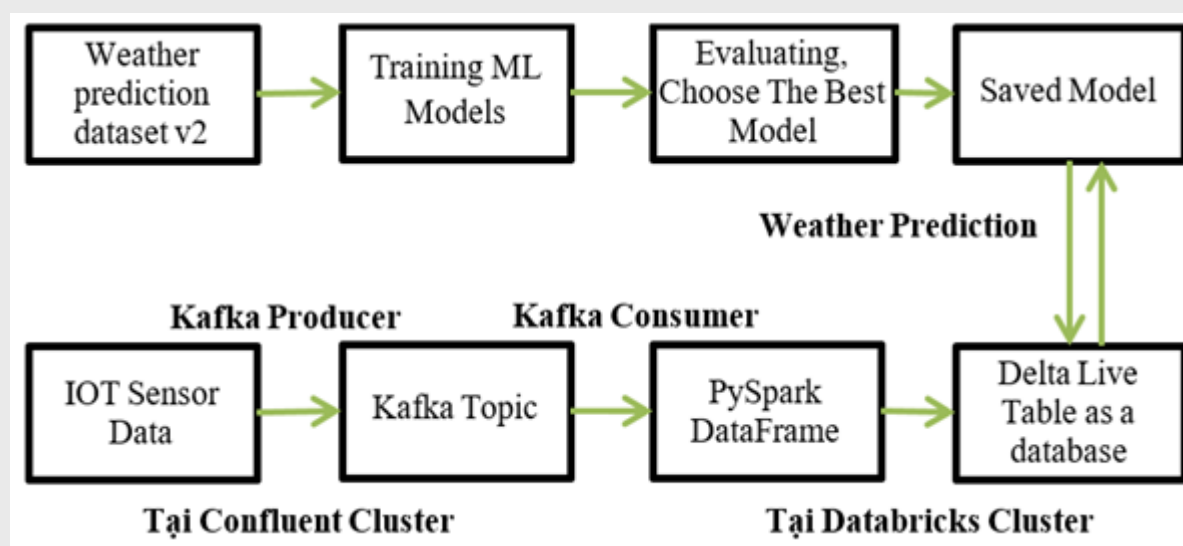 Weather
prediction
dataset v2
Training ML
Models
Evaluating,
Choose The Best
Model
Saved Model
Weather Prediction
Kafka Producer
Kafka Consumer
IOT Sensor
Data
Kafka Topic
PySpark
DataFrame
Delta Live
Table as a
database
Tại Confluent Cluster
Tại Databricks Cluster